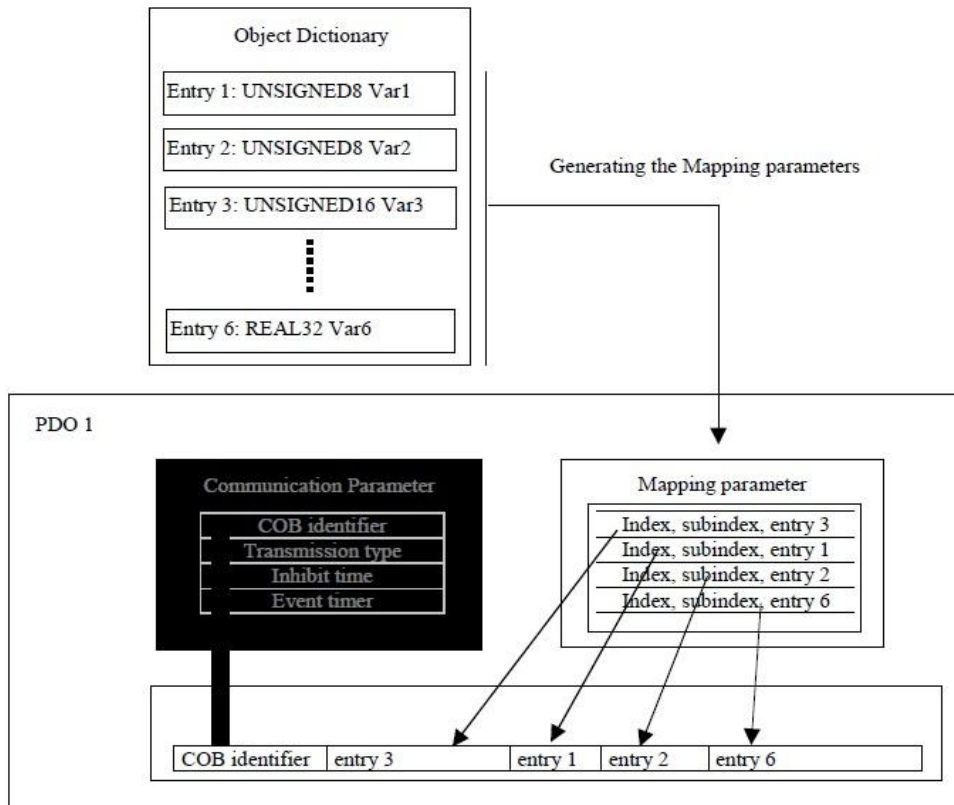 Object Dictionary
Entry 1: UNSIGNED8 Var1
Entry 2: UNSIGNED8 Var2
Entry 3: UNSIGNED16 Var3
Entry 6: REAL32 Var6
Generating the Mapping parameters
PDO 1
Communication Parameter
COB identifier
Transmission type
Inhibit time
Event timer
Mapping parameter
Index, subindex, entry 3
Index, subindex, entry 1
Index, subindex, entry 2
Index, subindex, entry 6
COB identifier
entry 3
entry 1
entry 2
entry 6